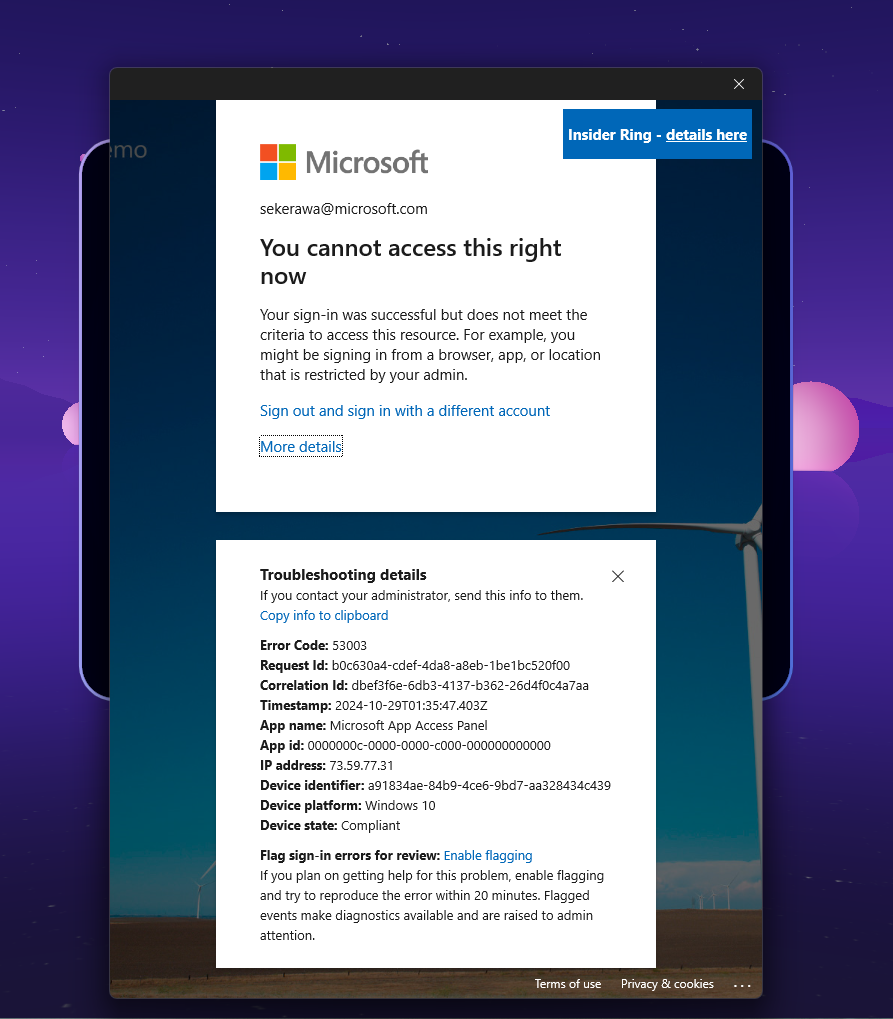 emo
Insider Ring - details here
Microsoft
sekerawa@microsoft.com
You cannot access this right
now
Your sign-in was successful but does not meet the
criteria to access this resource. For example, you
might be signing in from a browser, app, or location
that is restricted by your admin.
Sign out and sign in with a different account
More details
Troubleshooting details
If you contact your administrator, send this info to them.
Copy info to clipboard
Error Code: 53003
Request Id: b0c630a4-cdef-4da8-a8eb-1be1bc520f00
Correlation Id: dbef3f6e-6db3-4137-b362-26d4f0c4a7aa
Timestamp: 2024-10-29T01:35:47.403Z
App name: Microsoft App Access Panel
App id: 0000000c-0000-0000-c000-000000000000
IP address: 73.59.77.31
Device identifier: a91834ae-84b9-4ce6-9bd7-aa328434c439
Device platform: Windows 10
Device state: Compliant
Flag sign-in errors for review: Enable flagging
If you plan on getting help for this problem, enable flagging
and try to reproduce the error within 20 minutes. Flagged
events make diagnostics available and are raised to admin
attention.
Terms of use Privacy & cookies ...